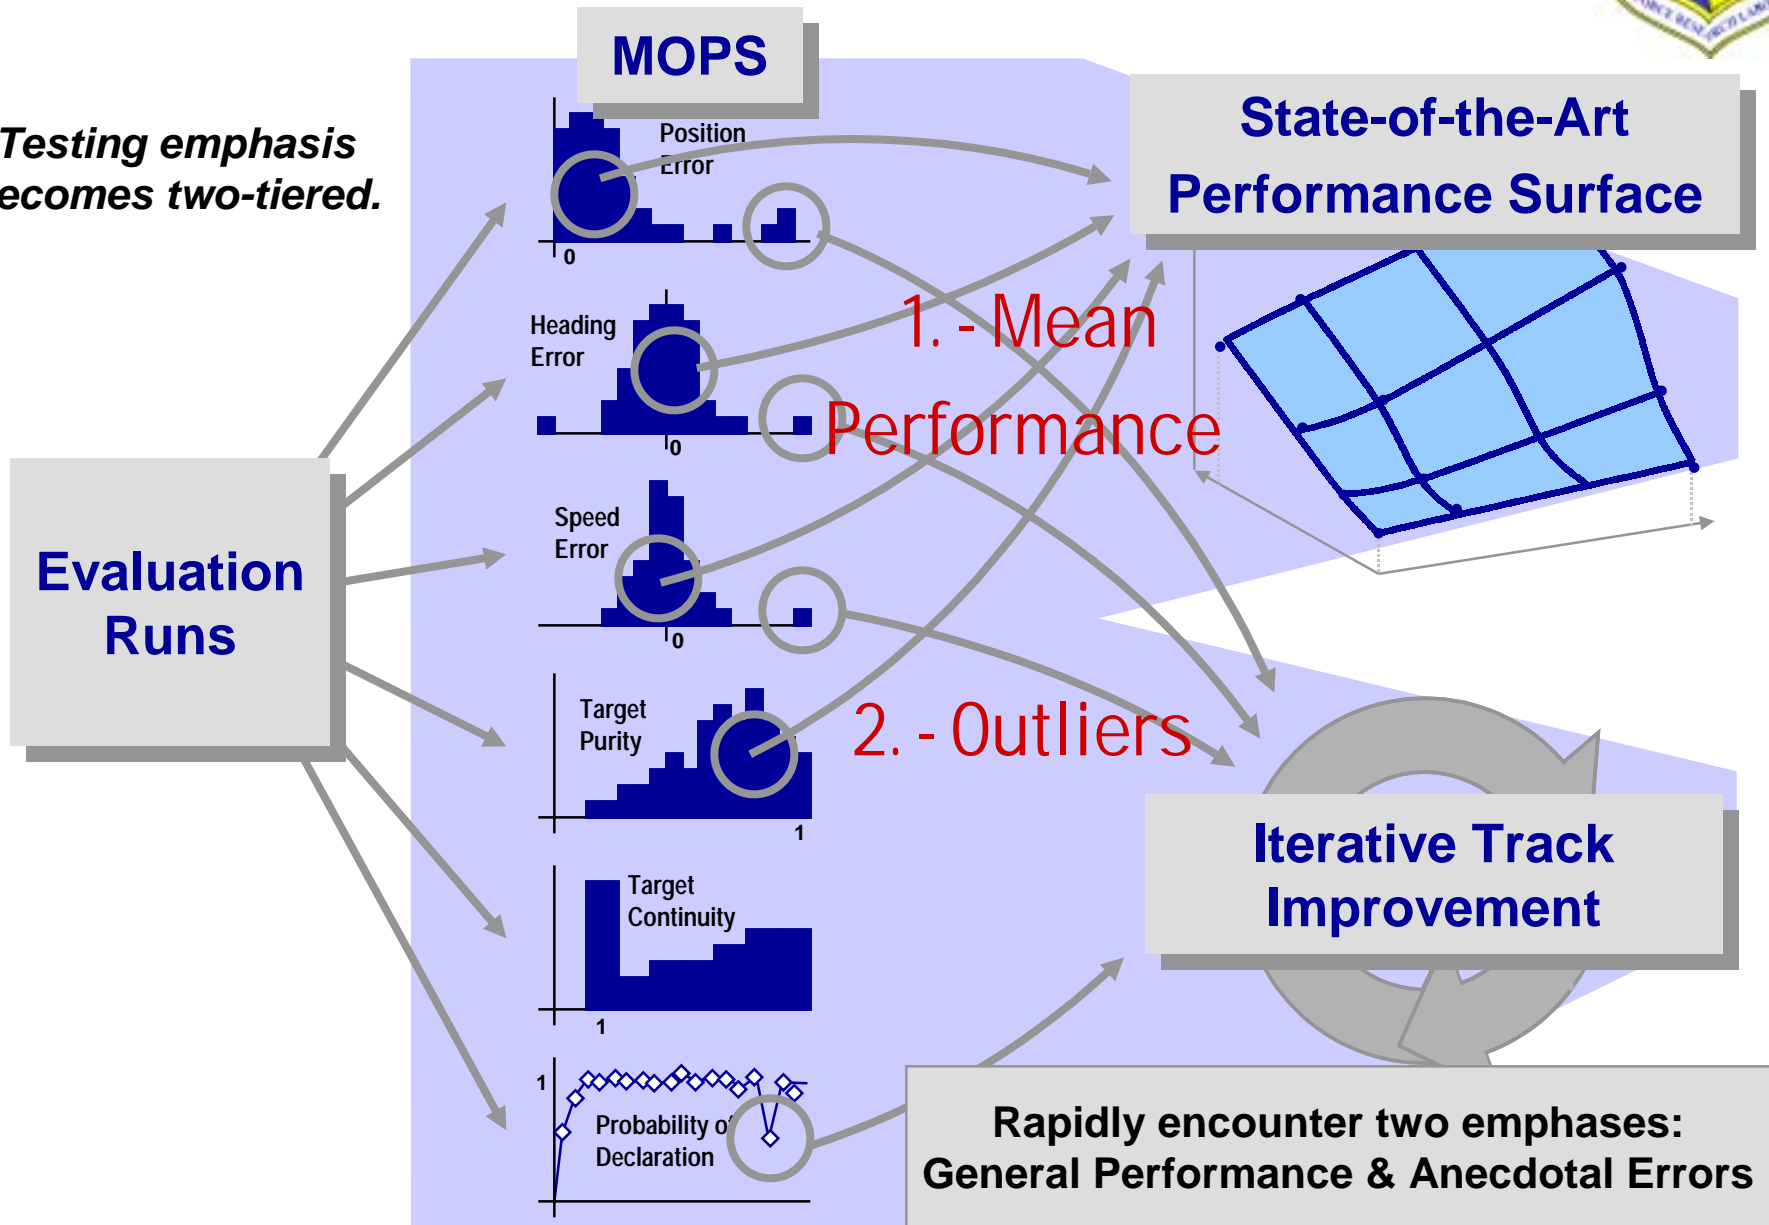 MOPS
Testing emphasis
ecomes two-tiered.
State-of-the-Art
Performance Surface
Position
Error
0
Heading
Error
0
1. - Mean
Performance
Speed
Error
0
Evaluation
Runs
Target
Purity
1
2. - Outliers
Iterative Track
Improvement
Target
Continuity
1
1
Probability of
Declaration
Rapidly encounter two emphases:
General Performance & Anecdotal Errors